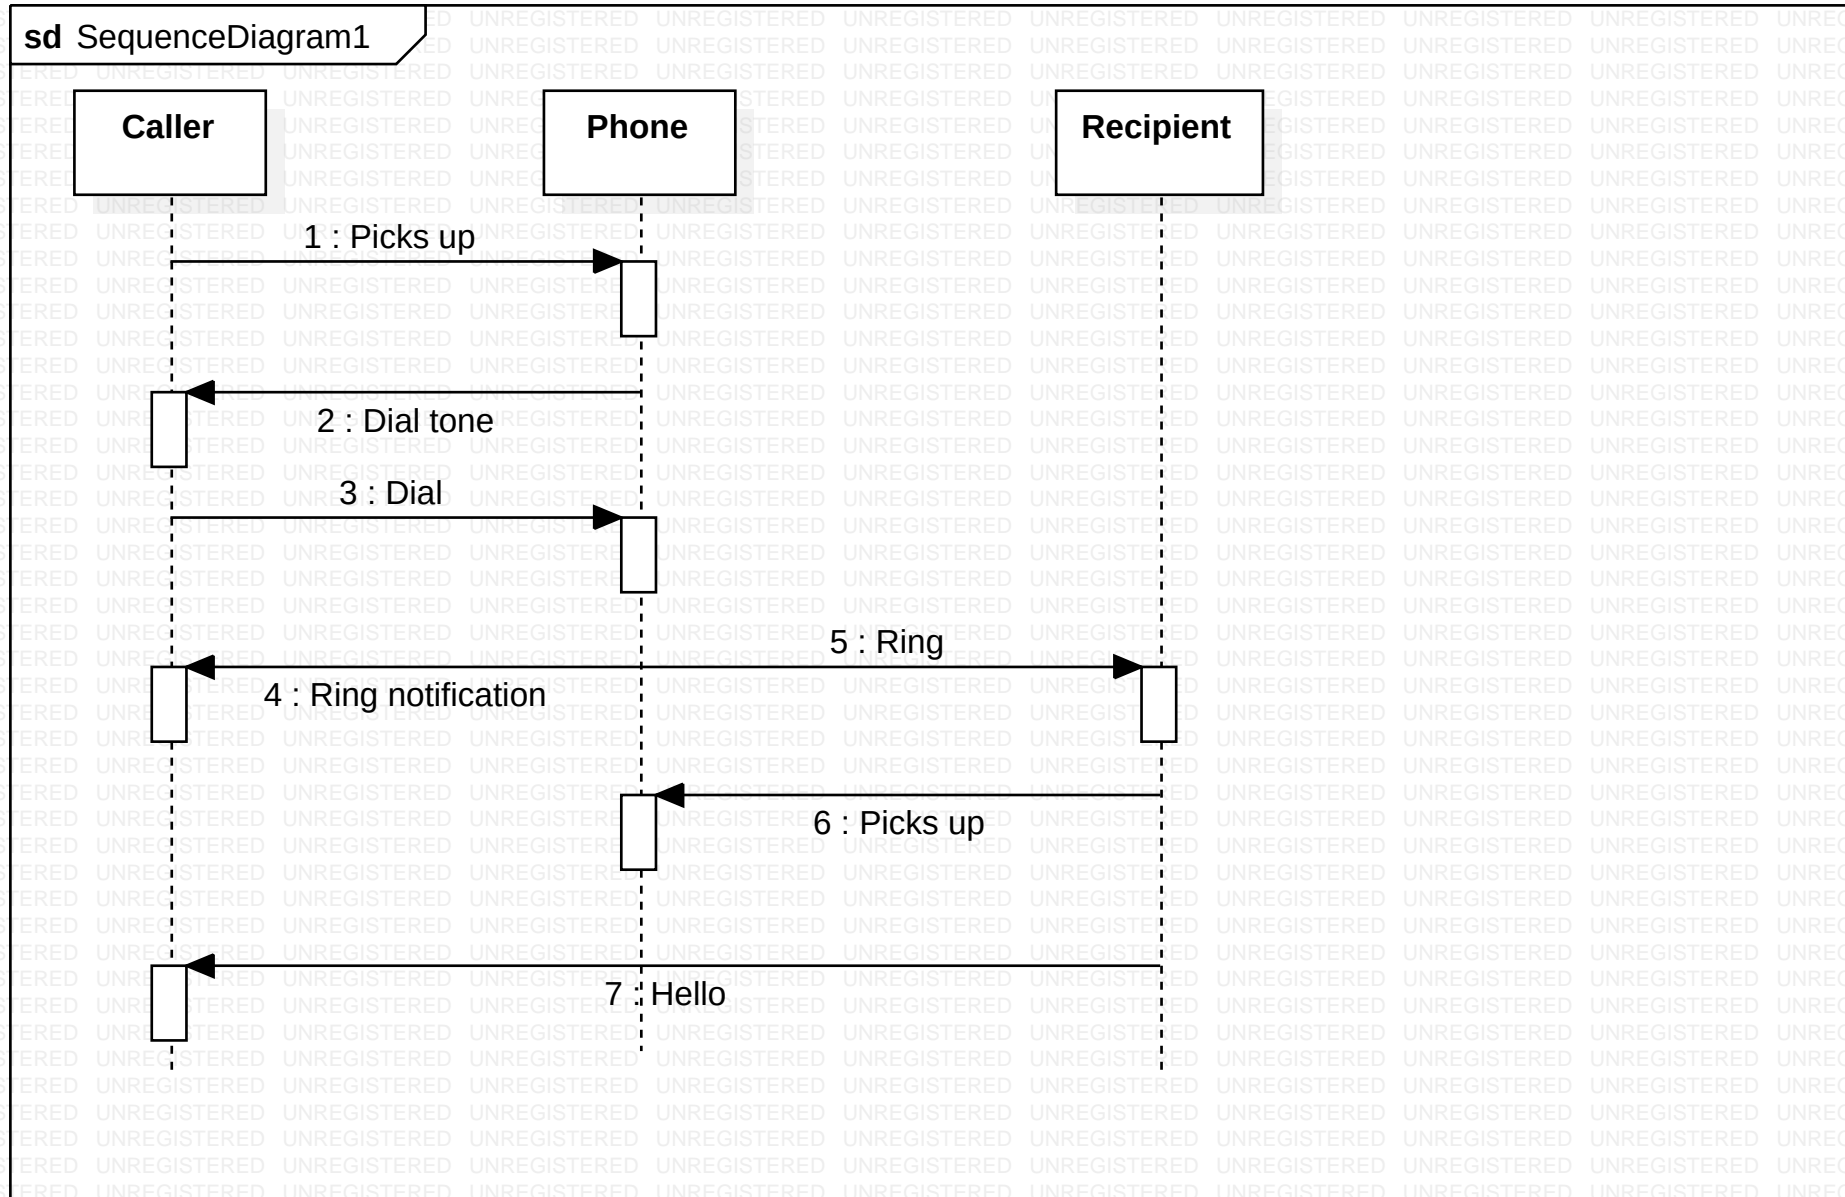 sd SequenceDiagram1
Caller
Phone
Recipient
1 : Picks up
2 : Dial tone
3 : Dial
5 : Ring
4 : Ring notification
6 : Picks up
7 : Hello
UNREGISTERED